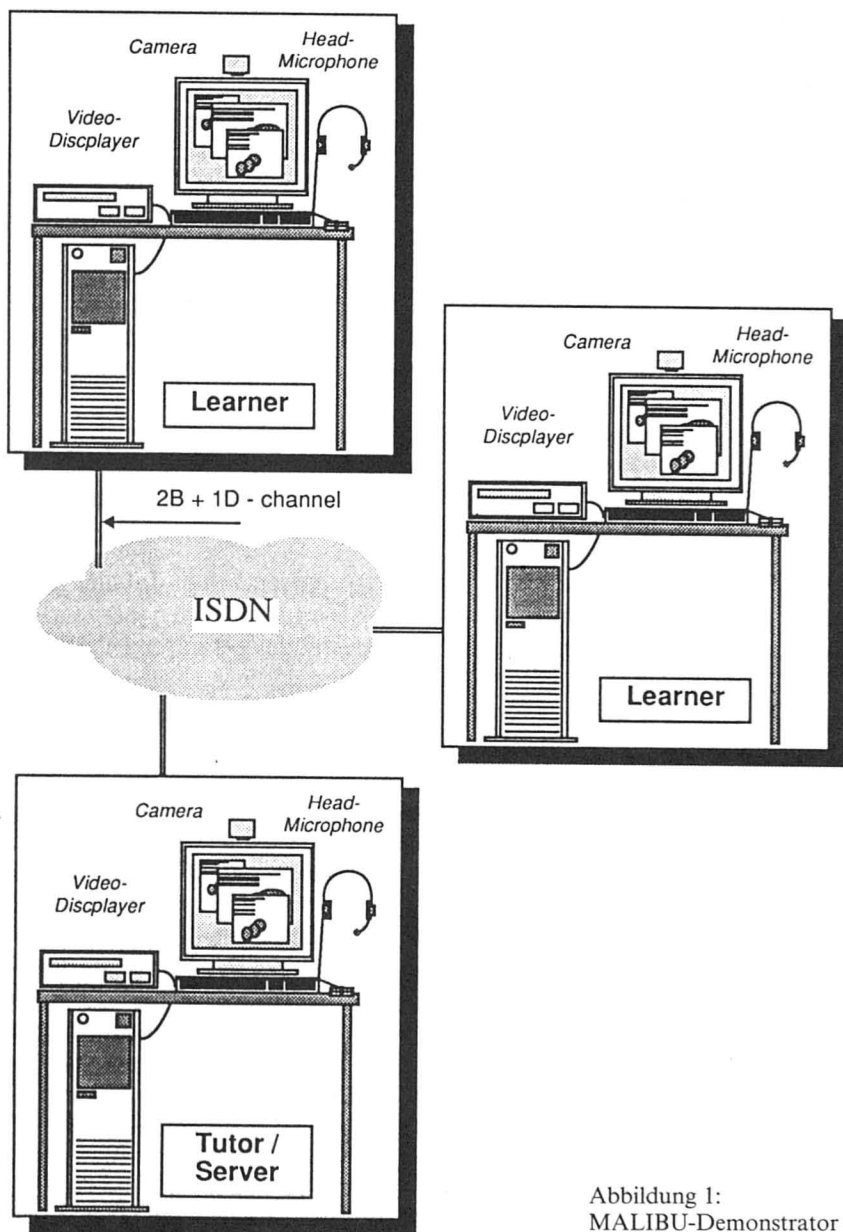 Camera
Head-
Microphone
Video-
Discplayer
Learner
2B + 1D - channel
ISDN
Camera
Head-
Microphone
Video-
Discplayer
Learner
Camera
Head-
Microphone
Video-
Discplayer
Tutor /
Server
Abbildung 1:
MALIBU-Demonstrator